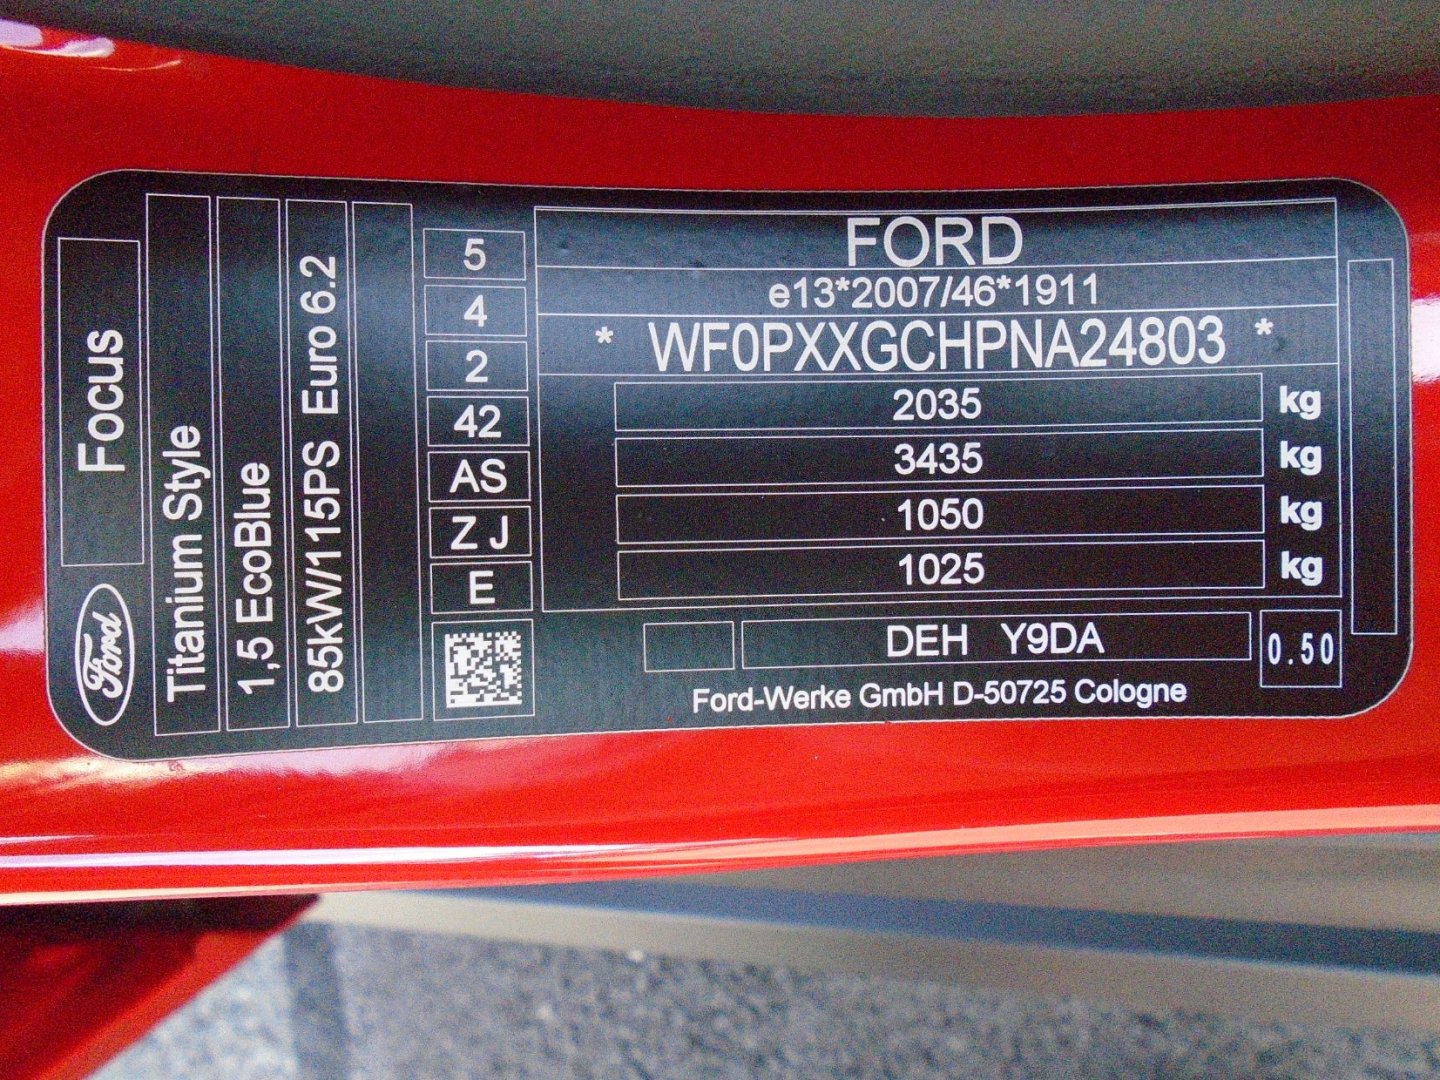 Ford
Focus
Titanium Style
1,5 EcoBlue
85kW/115PS Euro 6.2
5
4
2
42
AS
Z J
E
FORD
e13*2007/46*1911
* WF0PXXGCHPNA24803 *
2035 kg
3435 kg
1050 kg
1025 kg
DEH Y9DA
0.50
Ford-Werke GmbH D-50725 Cologne